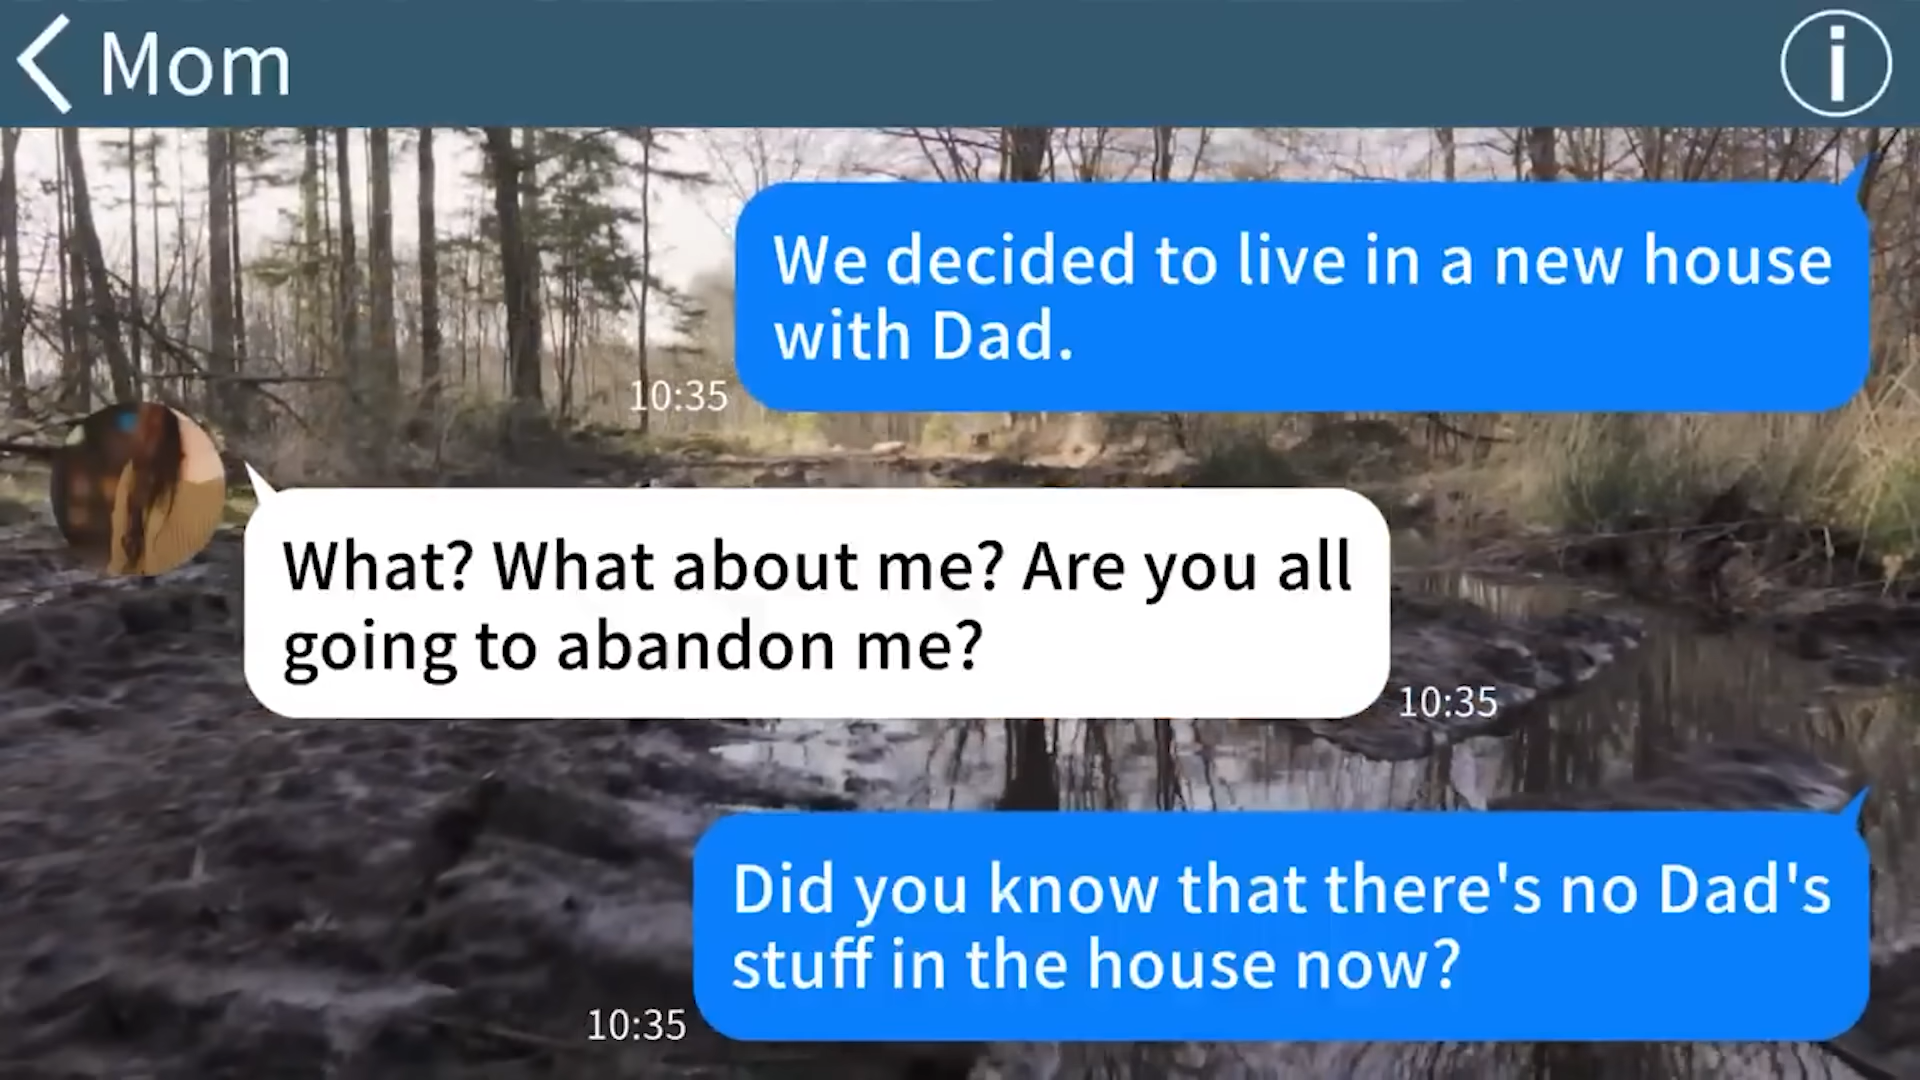 Mom
We decided to live in a new house
with Dad.
10:35
What? What about me? Are you all
going to abandon me?
10:35
Did you know that there's no Dad's
stuff in the house now?
10:35